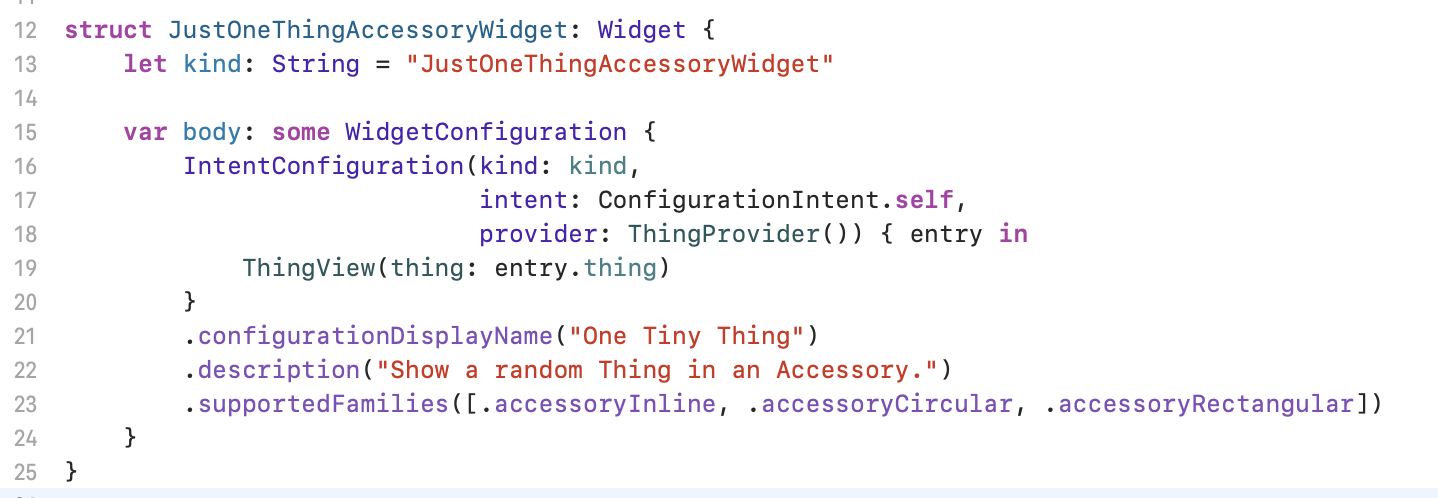 12 struct JustOneThingAccessoryWidget: Widget {
13     let kind: String = "JustOneThingAccessoryWidget"
14
15     var body: some WidgetConfiguration {
16         IntentConfiguration(kind: kind,
17                             intent: ConfigurationIntent.self,
18                             provider: ThingProvider()) { entry in
19             ThingView(thing: entry.thing)
20         }
21         .configurationDisplayName("One Tiny Thing")
22         .description("Show a random Thing in an Accessory.")
23         .supportedFamilies([.accessoryInline, .accessoryCircular, .accessoryRectangular])
24     }
25 }